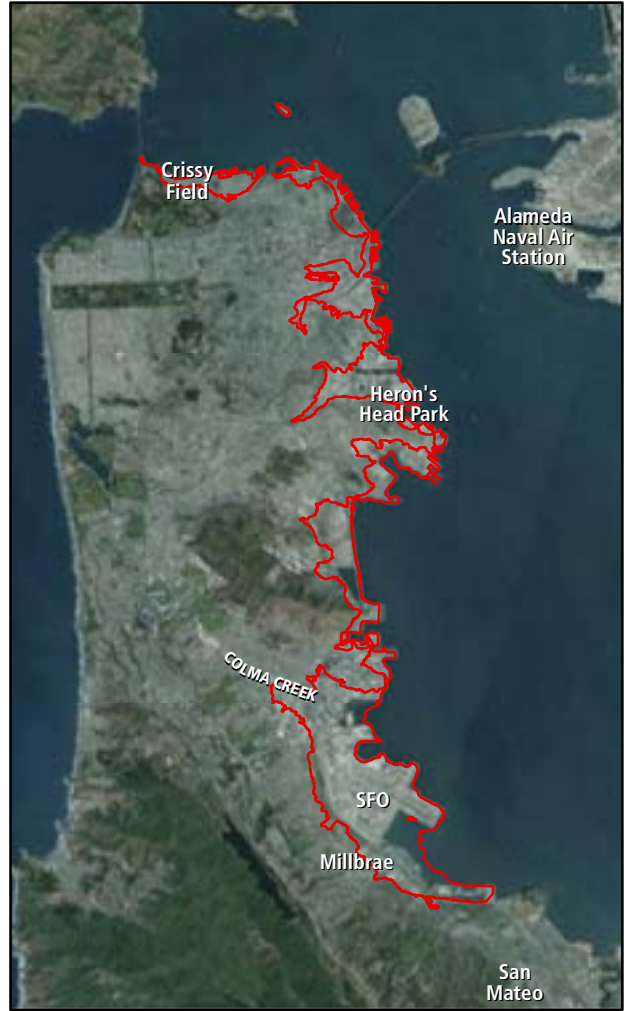 Crissy
Field
Alameda
Naval Air
Station
Heron's
Head Park
COLMA CREEK
SFO
Millbrae
San
Mateo